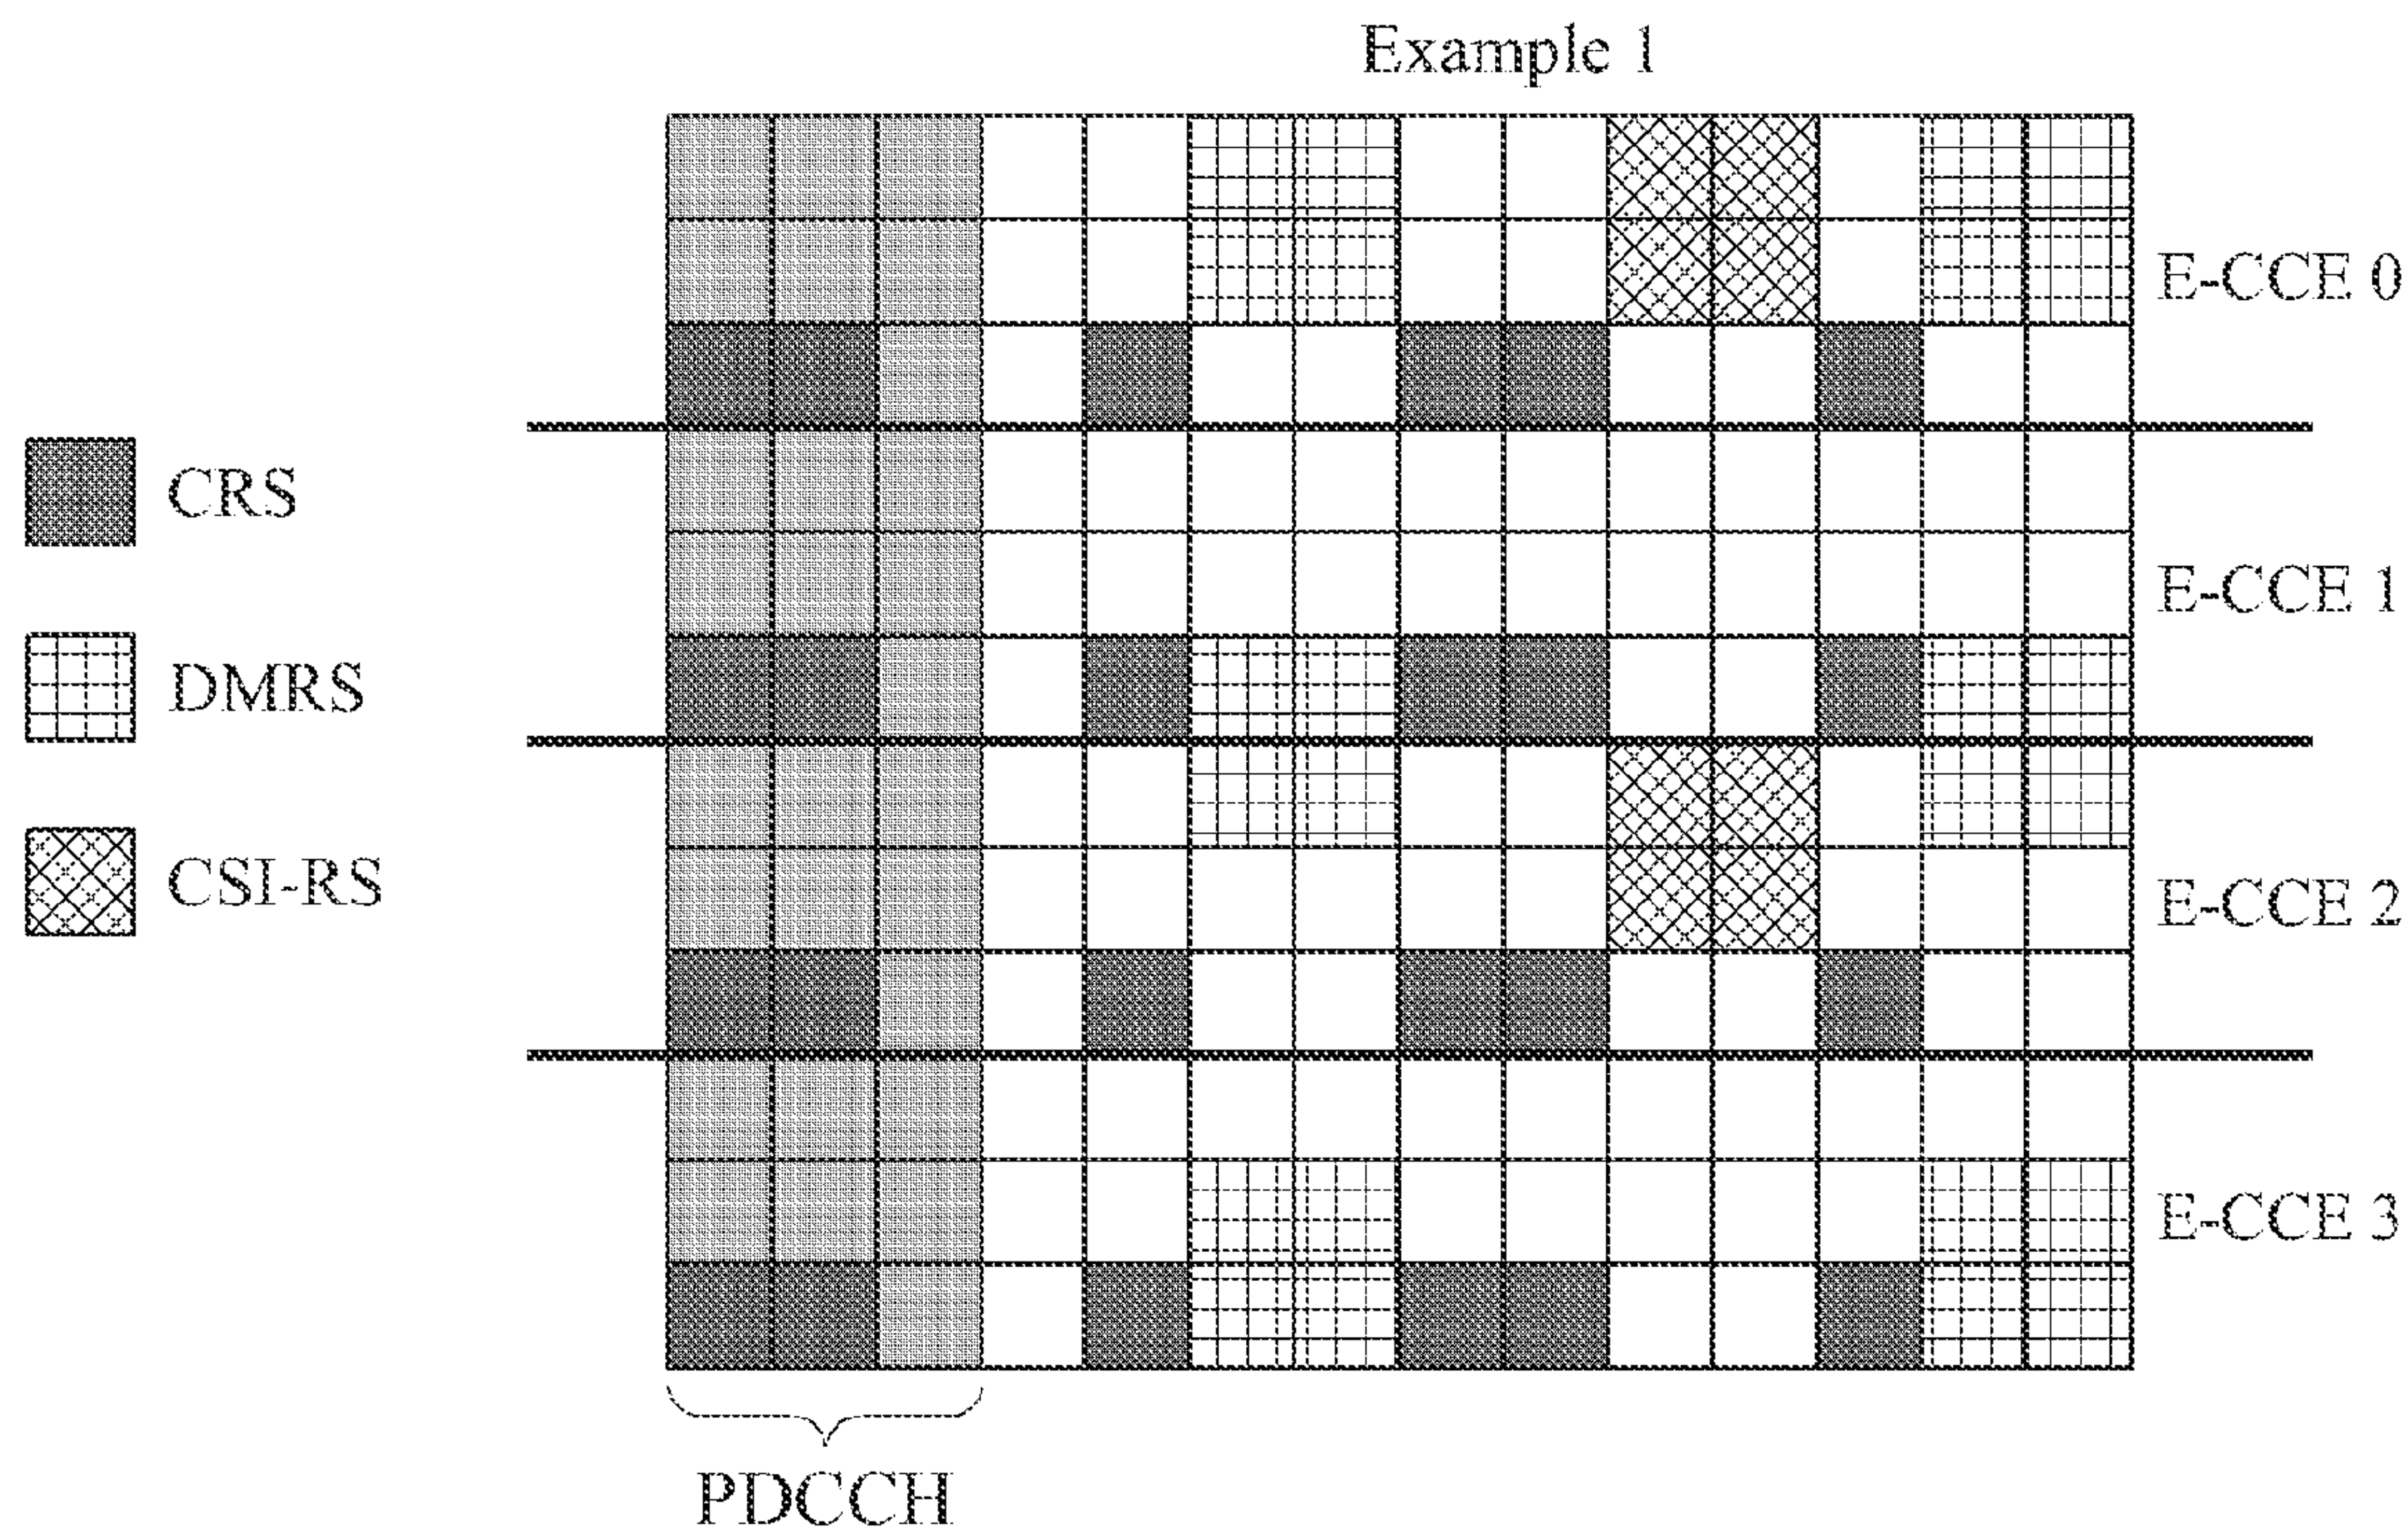 Example 1
E-CCE 0
CRS
E-CCE 1
DMRS
CSI-RS
E-CCE 2
E-CCE 3
PDCCH